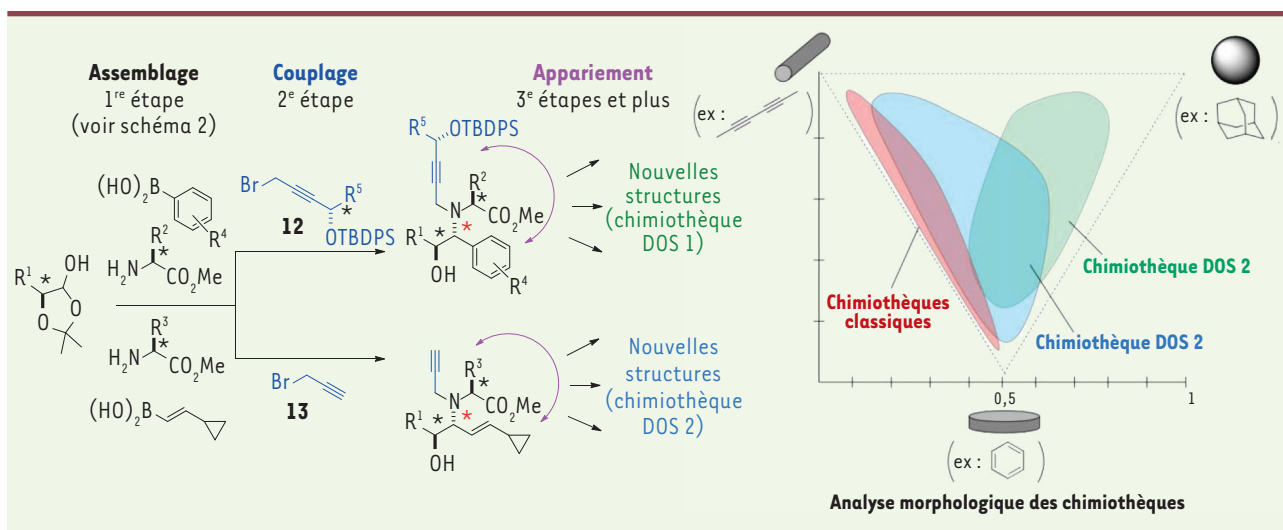 Assemblage
1re étape
(voir schéma 2)
Couplage
2e étape
Appariement
3e étapes et plus
(HO)2B
R4
R2
*
H2N
CO2Me
R1
*
OH
O
O
R3
*
H2N
CO2Me
(HO)2B
Br
R5
*
12
OTBDPS
Br
13
R5
OTBDPS
R2
*
N
CO2Me
R1
*
*
OH
R4
Nouvelles
structures
(chimiothèque
DOS 1)
R3
*
N
CO2Me
R1
*
*
OH
Nouvelles
structures
(chimiothèque
DOS 2)
(ex : )
(ex : )
1
Chimiothèques
classiques
Chimiothèque DOS 2
Chimiothèque DOS 2
0,5
1
(ex : )
Analyse morphologique des chimiothèques